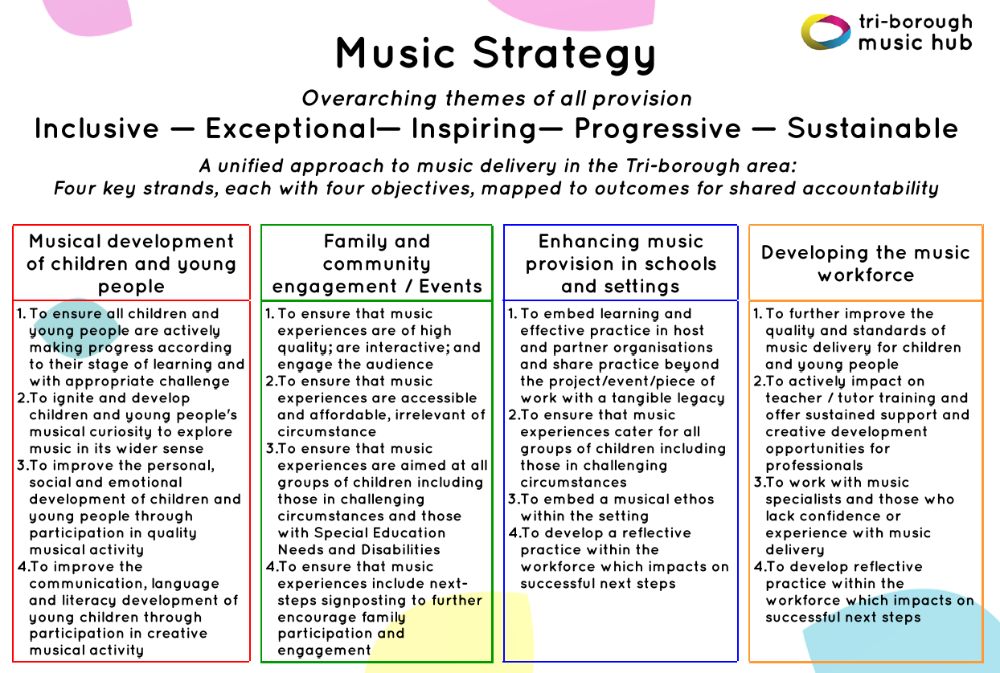 tri-borough
music hub
Music Strategy
Overarching themes of all provision
Inclusive — Exceptional— Inspiring— Progressive — Sustainable
A unified approach to music delivery in the Tri-borough area:
Four key strands, each with four objectives, mapped to outcomes for shared accountability
Musical development
of children and young
people
1. To ensure all children and
young people are actively
making progress according
to their stage of learning and
with appropriate challenge
2.To ignite and develop
children and young people's
musical curiosity to explore
music in its wider sense
3.To improve the personal,
social and emotional
development of children and
young people through
participation in quality
musical activity
4.To improve the
communication, language
and literacy development of
young children through
participation in creative
musical activity
Family and
community
engagement / Events
1. To ensure that music
experiences are of high
quality; are interactive; and
engage the audience
2.To ensure that music
experiences are accessible
and affordable, irrelevant of
circumstance
3.To ensure that music
experiences are aimed at all
groups of children including
those in challenging
circumstances and those
with Special Education
Needs and Disabilities
4.To ensure that music
experiences include next-
steps signposting to further
encourage family
participation and
engagement
Enhancing music
provision in schools
and settings
1. To embed learning and
effective practice in host
and partner organisations
and share practice beyond
the project/event/piece of
work with a tangible legacy
2.To ensure that music
experiences cater for all
groups of children including
those in challenging
circumstances
3.To embed a musical ethos
within the setting
4.To develop a reflective
practice within the
workforce which impacts on
successful next steps
Developing the music
workforce
1. To further improve the
quality and standards of
music delivery for children
and young people
2.To actively impact on
teacher / tutor training and
offer sustained support and
creative development
opportunities for
professionals
3.To work with music
specialists and those who
lack confidence or
experience with music
delivery
4.To develop reflective
practice within the
workforce which impacts on
successful next steps